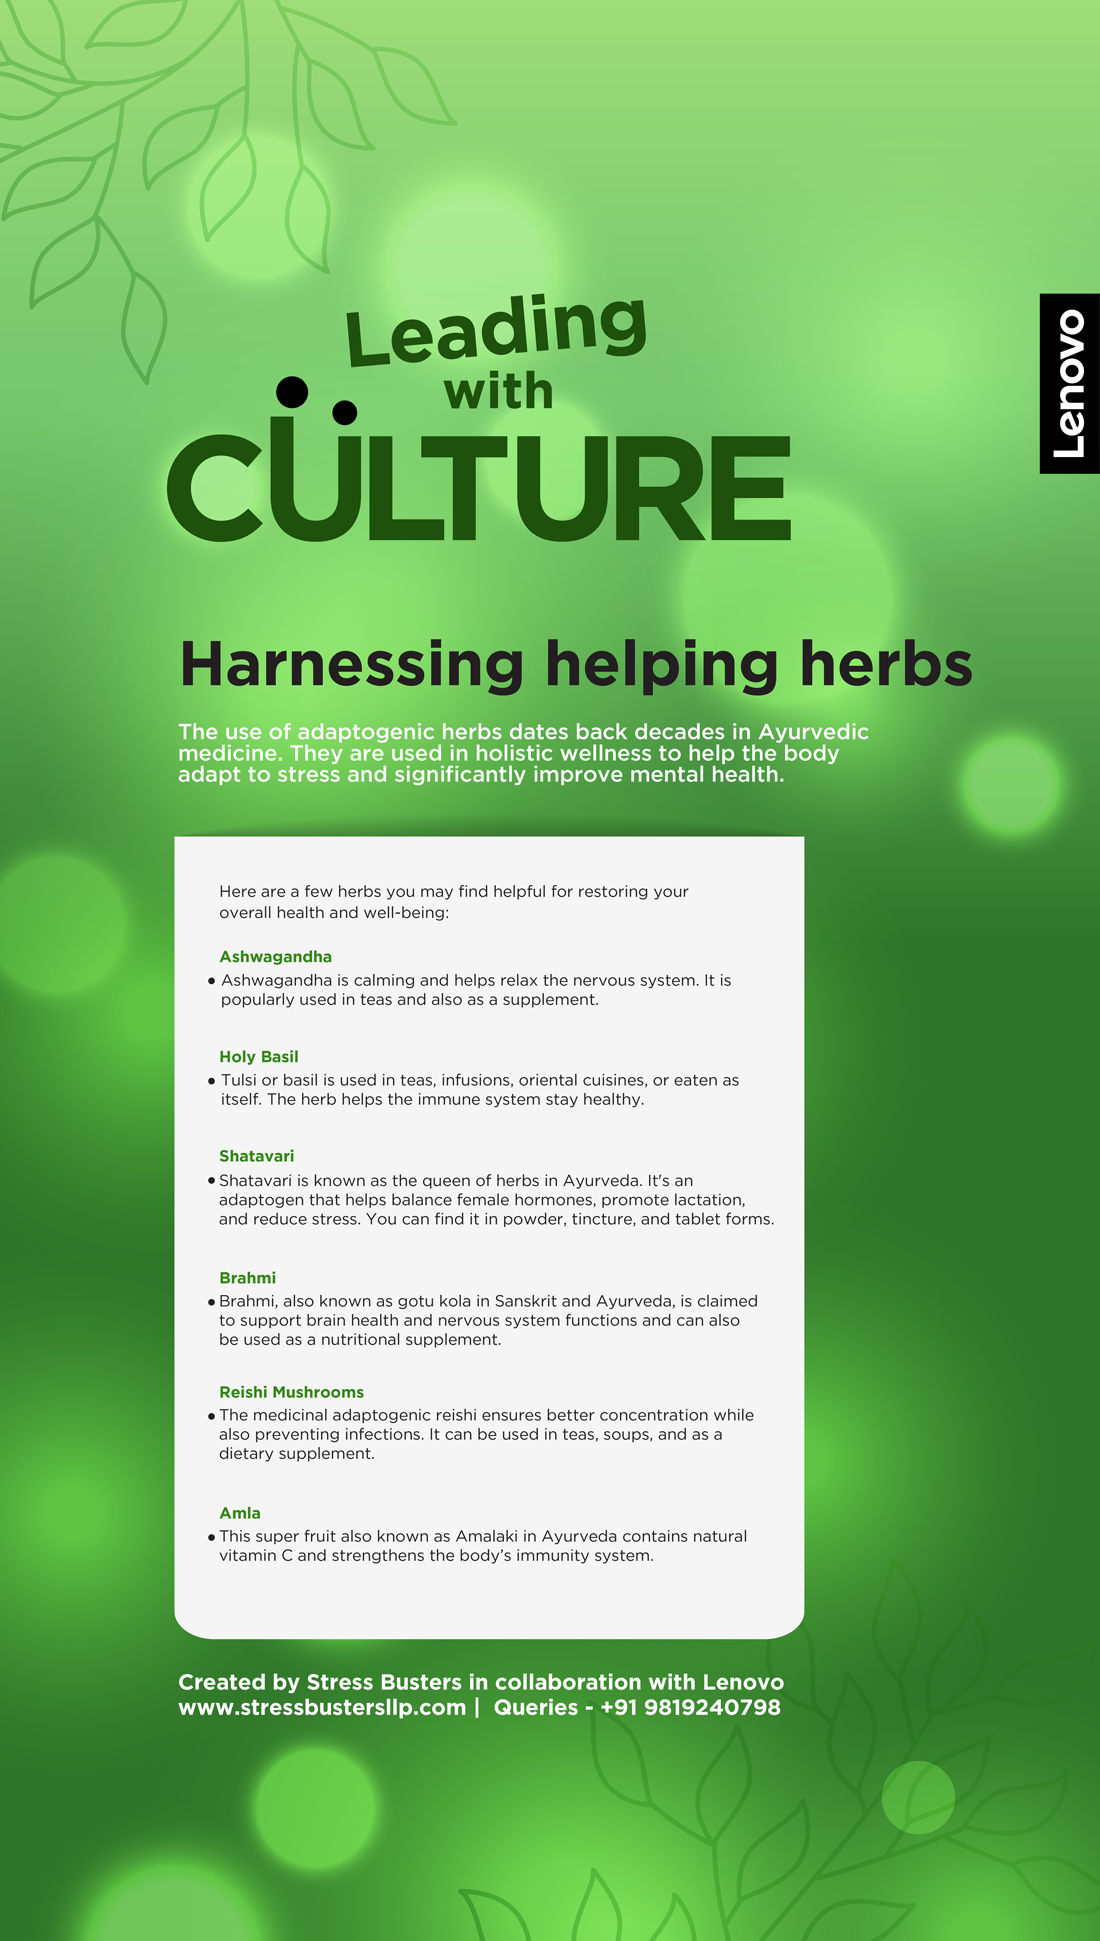 Leading
with
CÜLTURE
Lenovo
Harnessing helping herbs
The use of adaptogenic herbs dates back decades in Ayurvedic
medicine. They are used in holistic wellness to help the body
adapt to stress and significantly improve mental health.
Here are a few herbs you may find helpful for restoring your
overall health and well-being:
Ashwagandha
• Ashwagandha is calming and helps relax the nervous system. It is
popularly used in teas and also as a supplement.
Holy Basil
• Tulsi or basil is used in teas, infusions, oriental cuisines, or eaten as
itself. The herb helps the immune system stay healthy.
Shatavari
• Shatavari is known as the queen of herbs in Ayurveda. It's an
adaptogen that helps balance female hormones, promote lactation,
and reduce stress. You can find it in powder, tincture, and tablet forms.
Brahmi
• Brahmi, also known as gotu kola in Sanskrit and Ayurveda, is claimed
to support brain health and nervous system functions and can also
be used as a nutritional supplement.
Reishi Mushrooms
• The medicinal adaptogenic reishi ensures better concentration while
also preventing infections. It can be used in teas, soups, and as a
dietary supplement.
Amla
• This super fruit also known as Amalaki in Ayurveda contains natural
vitamin C and strengthens the body’s immunity system.
Created by Stress Busters in collaboration with Lenovo
www.stressbustersllp.com | Queries - +91 9819240798